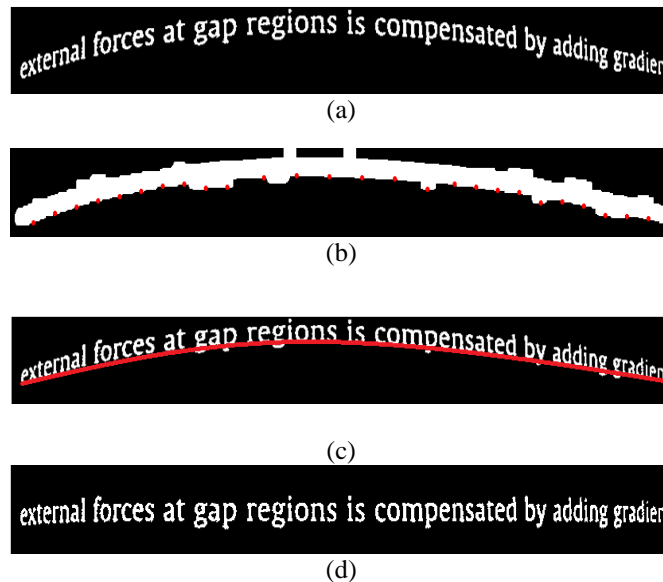 external forces at gap regions is compensated by adding gradien
(a)
(b)
external forces at gap regions is compensated by adding gradien
(c)
external forces at gap regions is compensated by adding gradien
(d)